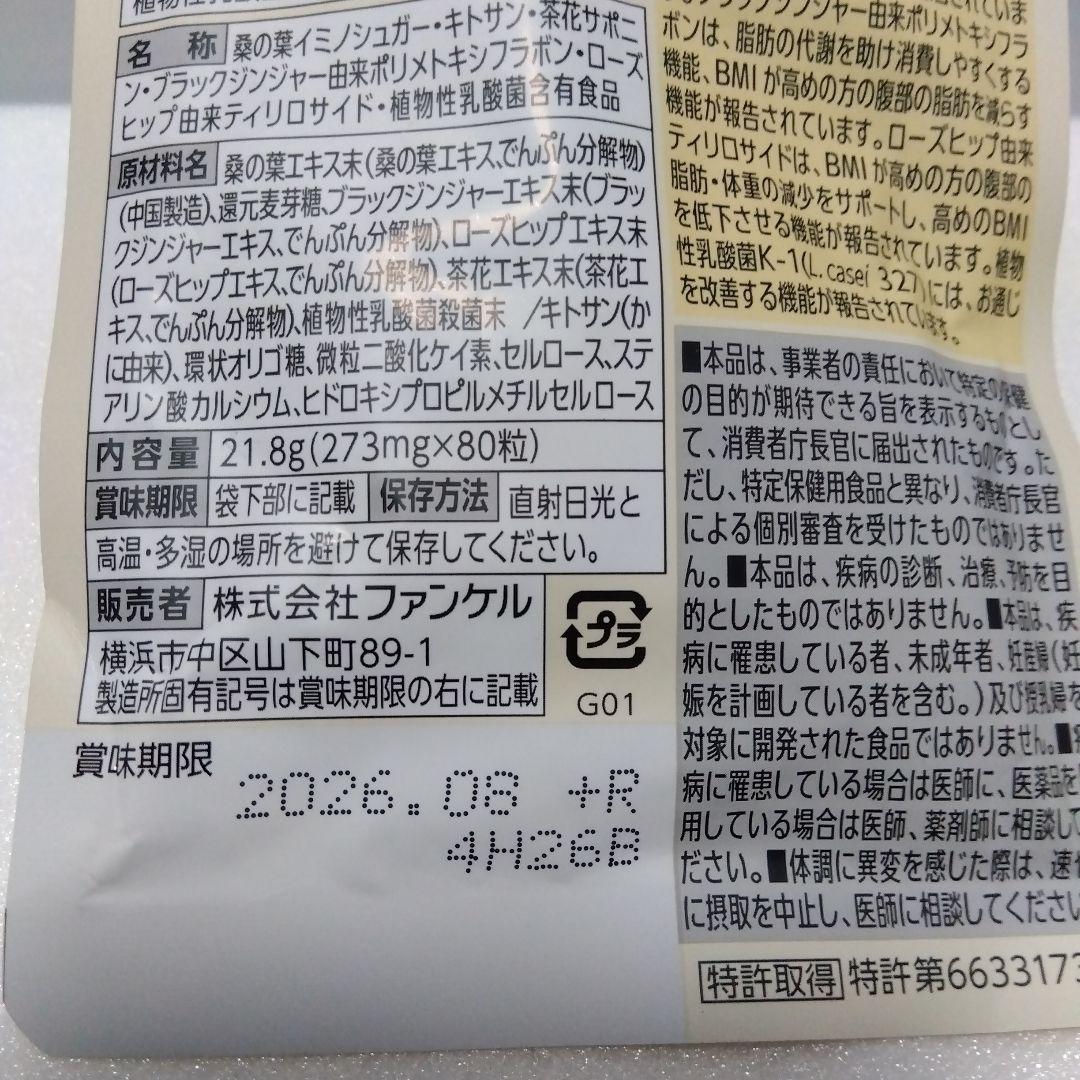 名 称 桑の葉イミノシュガー・キトサン・茶花サポニ
ン・ブラックジンジャー由来ポリメトキシフラボン・ローズ
ヒップ由来ティリロサイド・植物性乳酸菌含有食品
原材料名 桑の葉エキス末(桑の葉エキス、でんぷん分解物)
(中国製造)、還元麦芽糖、ブラックジンジャーエキス末(ブラッ
クジンジャーエキス、でんぷん分解物)、ローズヒップエキス末
(ローズヒップエキス、でんぷん分解物)、茶花エキス末(茶花エ
キス、でんぷん分解物)、植物性乳酸菌殺菌末 /キトサン(か
に由来)、環状オリゴ糖、微粒二酸化ケイ素、セルロース、ステ
アリン酸カルシウム、ヒドロキシプロピルメチルセルロース
内容量 21.8g(273mg×80粒)
賞味期限 袋下部に記載 保存方法 直射日光と
高温・多湿の場所を避けて保存してください。
販売者 株式会社ファンケル
横浜市中区山下町89-1
製造所固有記号は賞味期限の右に記載
プラ
G01
賞味期限
2026.08 +R
4H26B
ブラックジンジャー由来ポリメトキシフラ
ボンは、脂肪の代謝を助け消費しやすくする
機能、BMIが高めの方の腹部の脂肪を減らす
機能が報告されています。ローズヒップ由来
ティリロサイドは、BMIが高めの方の腹部の
脂肪・体重の減少をサポートし、高めのBMI
を低下させる機能が報告されています。植物
性乳酸菌K-1(L.casei 327)には、お通じ
を改善する機能が報告されています。
■本品は、事業者の責任において特定の保健
の目的が期待できる旨を表示するものとし
て、消費者庁長官に届出されたものです。た
だし、特定保健用食品と異なり、消費者庁長官
による個別審査を受けたものではありませ
ん。■本品は、疾病の診断、治療、予防を目
的としたものではありません。■本品は、疾
病に罹患している者、未成年者、妊産婦(妊
娠を計画している者を含む。)及び授乳婦を
対象に開発された食品ではありません。■
病に罹患している場合は医師に、医薬品を
用している場合は医師、薬剤師に相談して
ださい。■体調に異変を感じた際は、速
に摂取を中止し、医師に相談してください
特許取得 特許第6633173